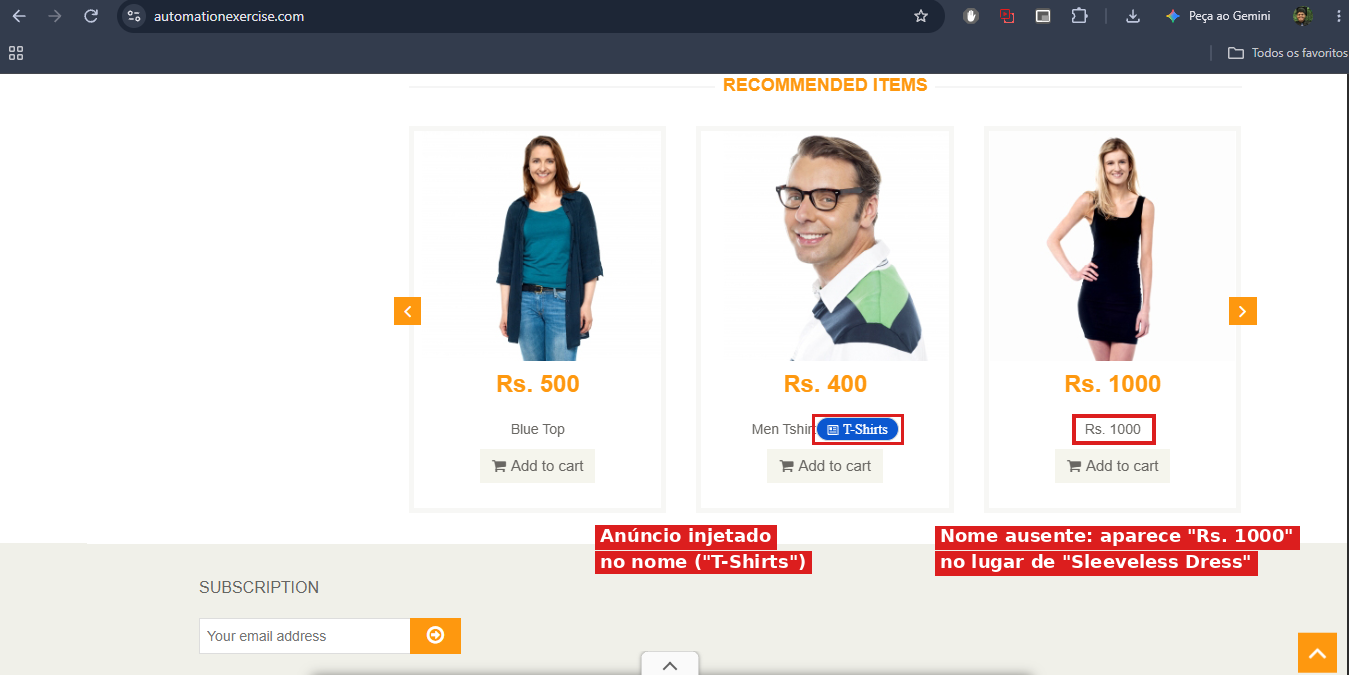 automationexercise.com
Peça ao Gemini
Todos os favoritos
RECOMMENDED ITEMS
Rs. 500
Rs. 400
Rs. 1000
Blue Top
Men Tshirt
T-Shirts
Rs. 1000
Add to cart
Add to cart
Add to cart
Anúncio injetado
no nome ("T-Shirts")
Nome ausente: aparece "Rs. 1000"
no lugar de "Sleeveless Dress"
SUBSCRIPTION
Your email address